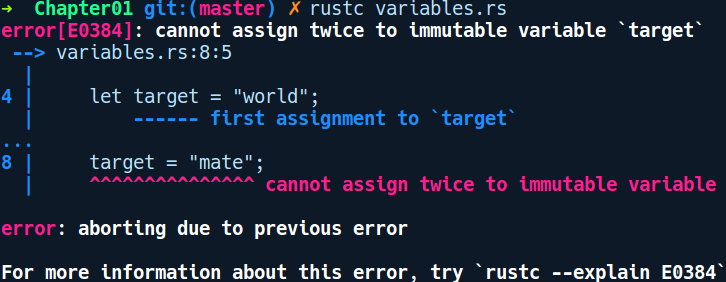 ➜ Chapter01 git:(master) ✗ rustc variables.rs
error[E0384]: cannot assign twice to immutable variable `target`
 --> variables.rs:8:5
  |
4 |     let target = "world";
  |         ------ first assignment to `target`
...
8 |     target = "mate";
  |     ^^^^^^^^^^^^^^^ cannot assign twice to immutable variable
error: aborting due to previous error
For more information about this error, try `rustc --explain E0384`